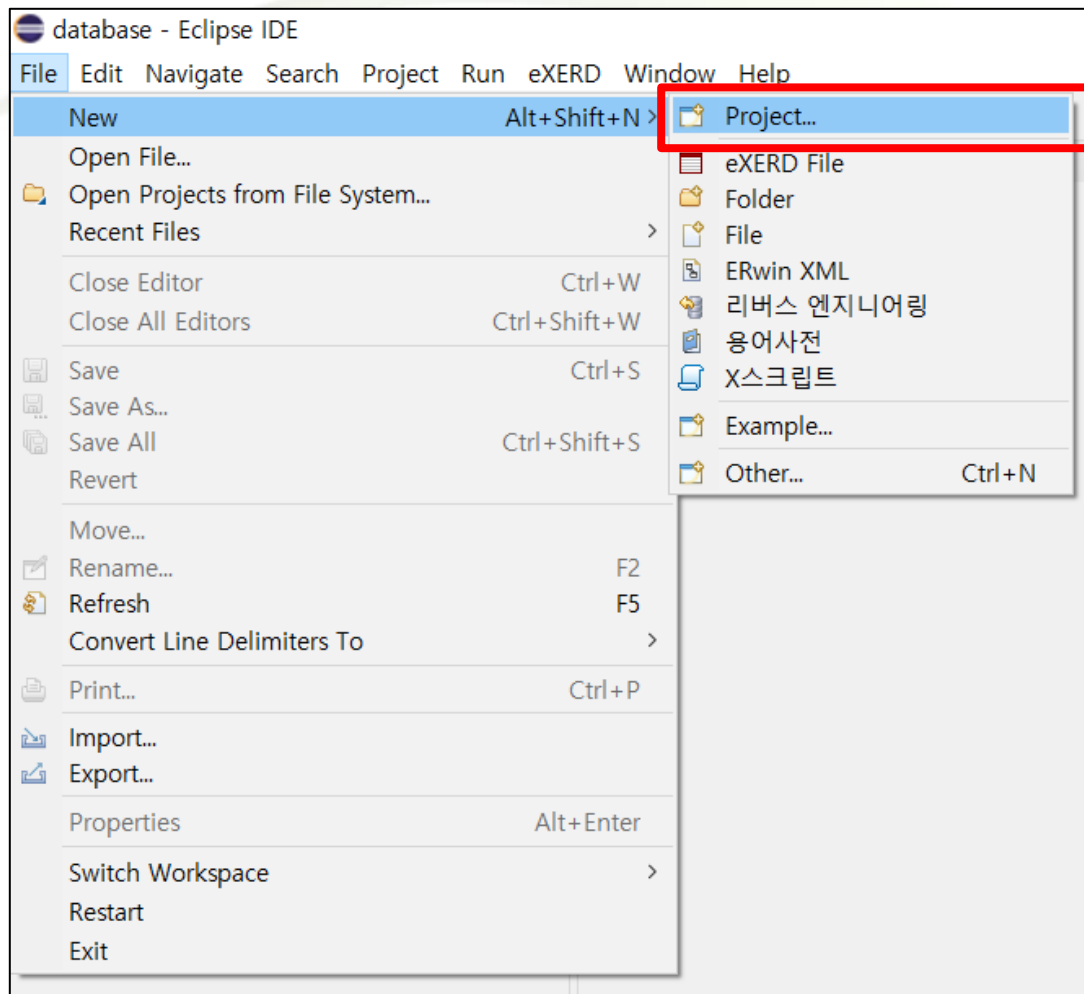 database - Eclipse IDE
File Edit Navigate Search Project Run eXERD Window Help
New Alt+Shift+N >
Open File...
Open Projects from File System...
Recent Files >
Close Editor Ctrl+W
Close All Editors Ctrl+Shift+W
Save Ctrl+S
Save As...
Save All Ctrl+Shift+S
Revert
Move...
Rename... F2
Refresh F5
Convert Line Delimiters To >
Print... Ctrl+P
Import...
Export...
Properties Alt+Enter
Switch Workspace >
Restart
Exit
Project...
eXERD File
Folder
File
ERwin XML
리버스 엔지니어링
용어사전
X스크립트
Example...
Other... Ctrl+N